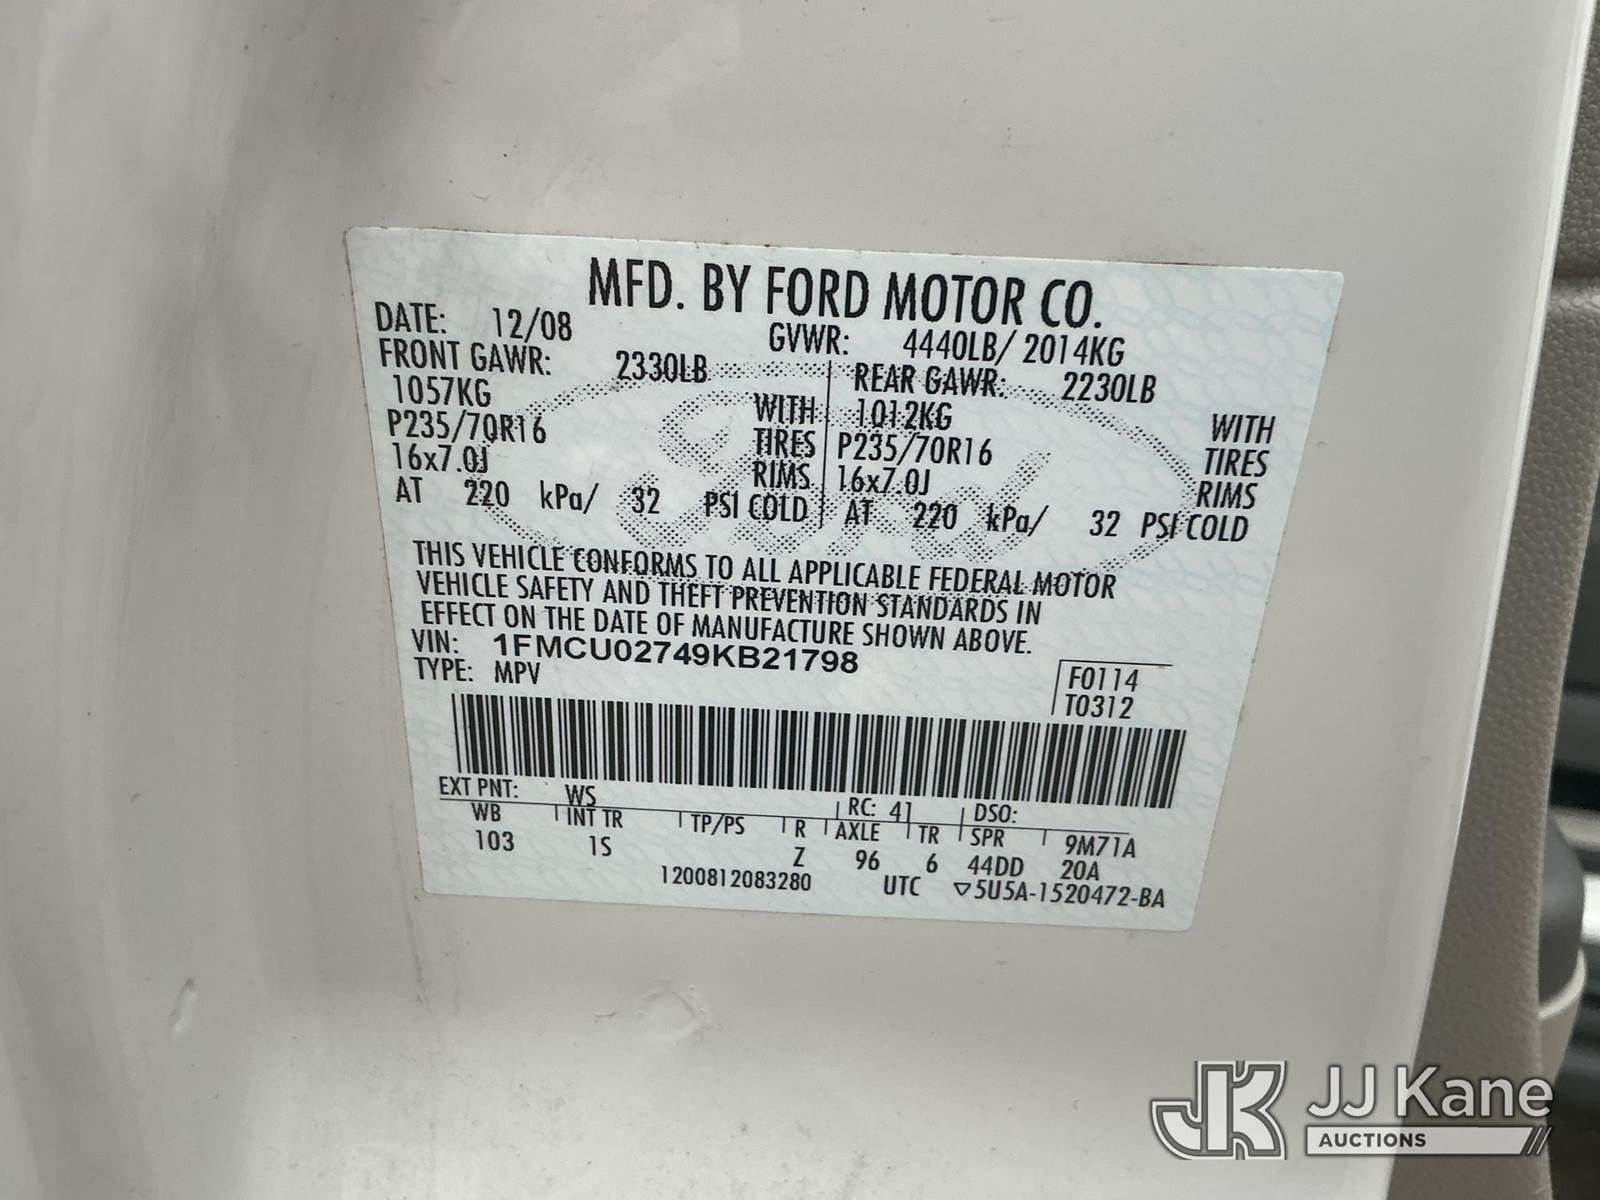 MFD. BY FORD MOTOR CO.
DATE: 12/08 GVWR: 4440LB/ 2014KG
FRONT GAWR: 2330LB REAR GAWR: 2230LB
1057KG WITH 1012KG WITH
P235/70R16 TIRES P235/70R16 TIRES
16x7.0J RIMS 16x7.0J RIMS
AT 220 kPa/ 32 PSI COLD AT 220 kPa/ 32 PSI COLD
THIS VEHICLE CONFORMS TO ALL APPLICABLE FEDERAL MOTOR
VEHICLE SAFETY AND THEFT PREVENTION STANDARDS IN
EFFECT ON THE DATE OF MANUFACTURE SHOWN ABOVE.
VIN: 1FMCU02749KB21798
TYPE: MPV
F0114
T0312
EXT PNT: WS RC: 41 DSO:
WB INT TR TP/PS R AXLE TR SPR 9M71A
103 1S Z 96 6 44DD 20A
1200812083280 UTC ▽5U5A-1520472-BA
Ford
JK JJ Kane
AUCTIONS